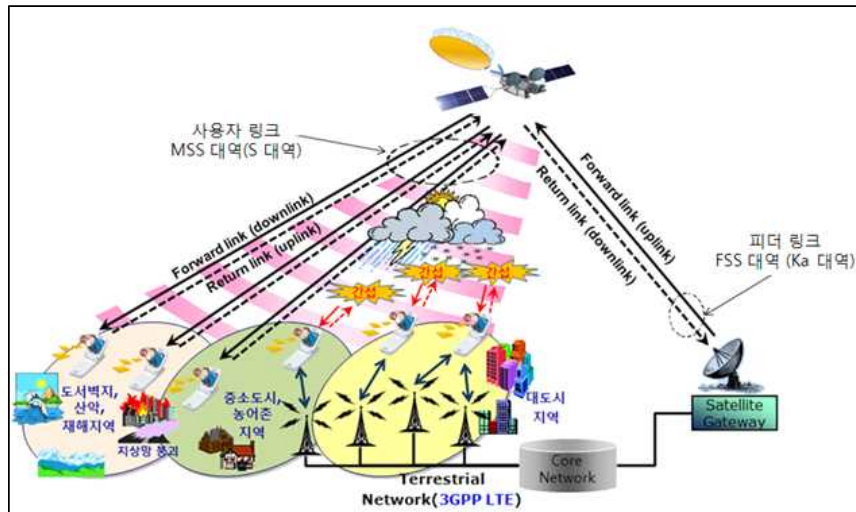 사용자 링크
MSS 대역(S 대역)
Forward link (downlink)
Return link (uplink)
Forward link (uplink)
Return link (downlink)
피더 링크
FSS 대역 (Ka 대역)
간섭
간섭
간섭
도서벽지,
산악,
재해지역
지상망 붕괴
중소도시,
농어촌
지역
대도시
지역
Satellite
Gateway
Core
Network
Terrestrial
Network(3GPP LTE)